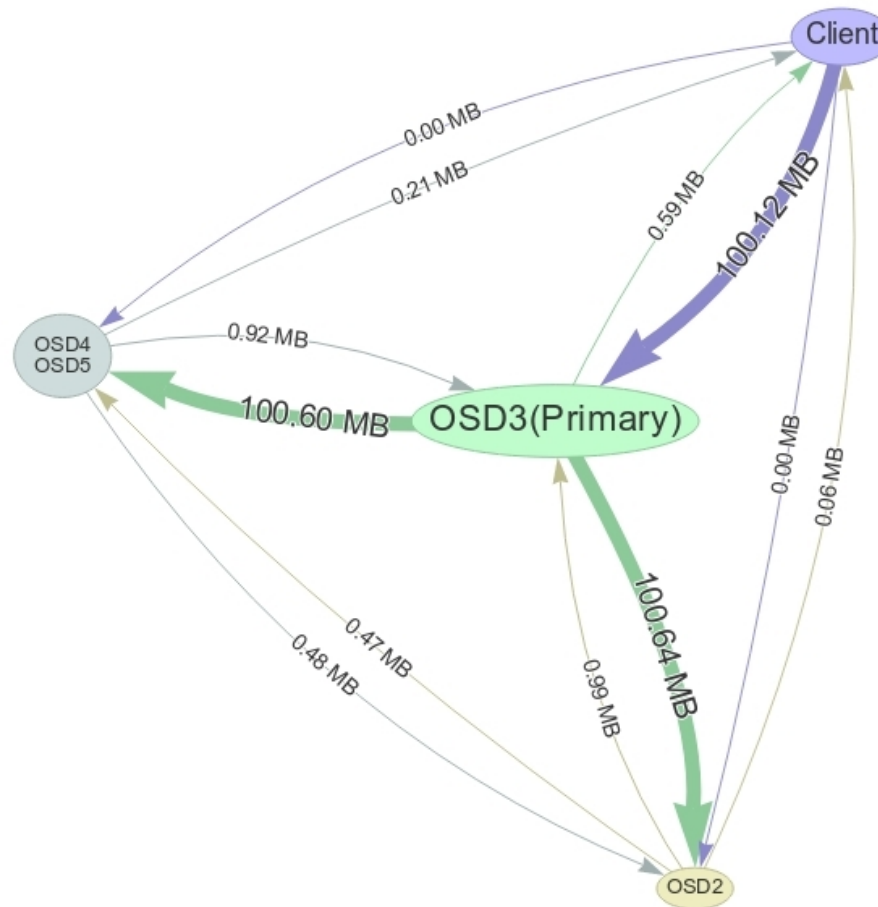 Client
0.00 MB
0.21 MB
0.59 MB
100.12 MB
OSD4
OSD5
0.92 MB
100.60 MB
OSD3(Primary)
0.00 MB
0.06 MB
100.64 MB
0.47 MB
0.48 MB
0.99 MB
OSD2